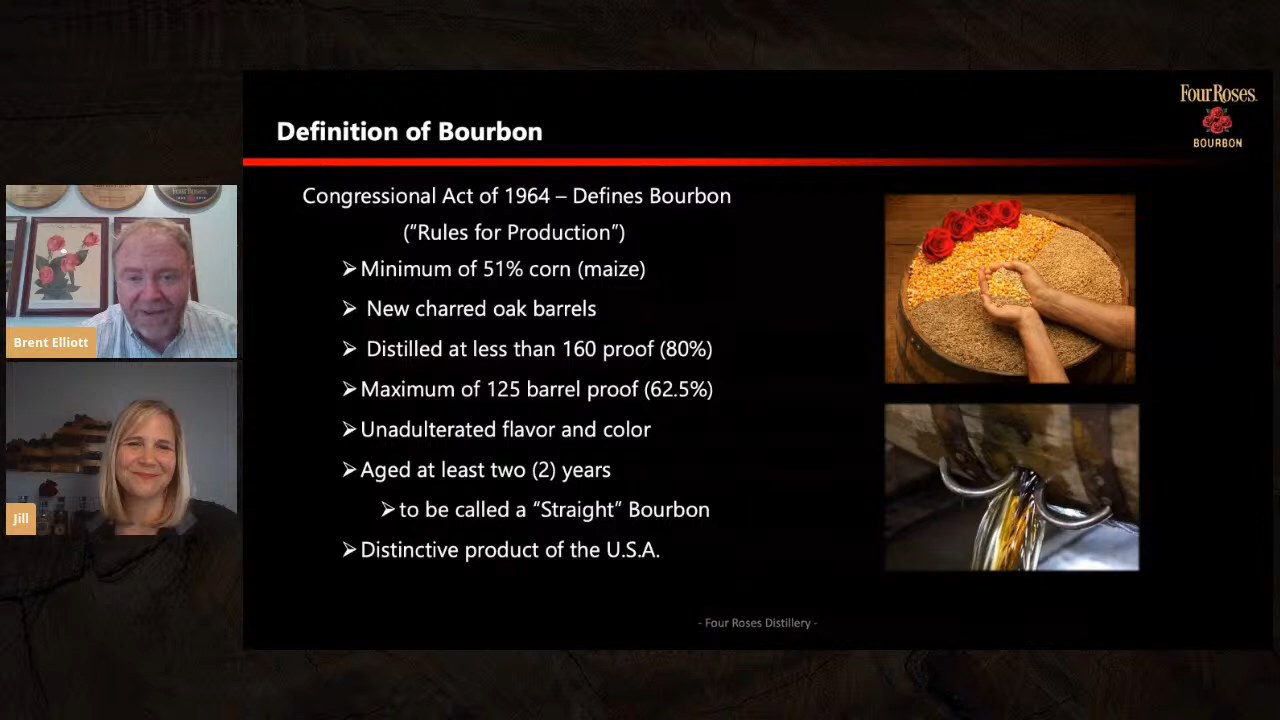 Four Roses
BOURBON
Definition of Bourbon
Congressional Act of 1964 – Defines Bourbon
(“Rules for Production”)
➢Minimum of 51% corn (maize)
➢ New charred oak barrels
➢ Distilled at less than 160 proof (80%)
➢Maximum of 125 barrel proof (62.5%)
➢Unadulterated flavor and color
➢Aged at least two (2) years
➢to be called a “Straight” Bourbon
➢Distinctive product of the U.S.A.
- Four Roses Distillery -
Brent Elliott
Jill